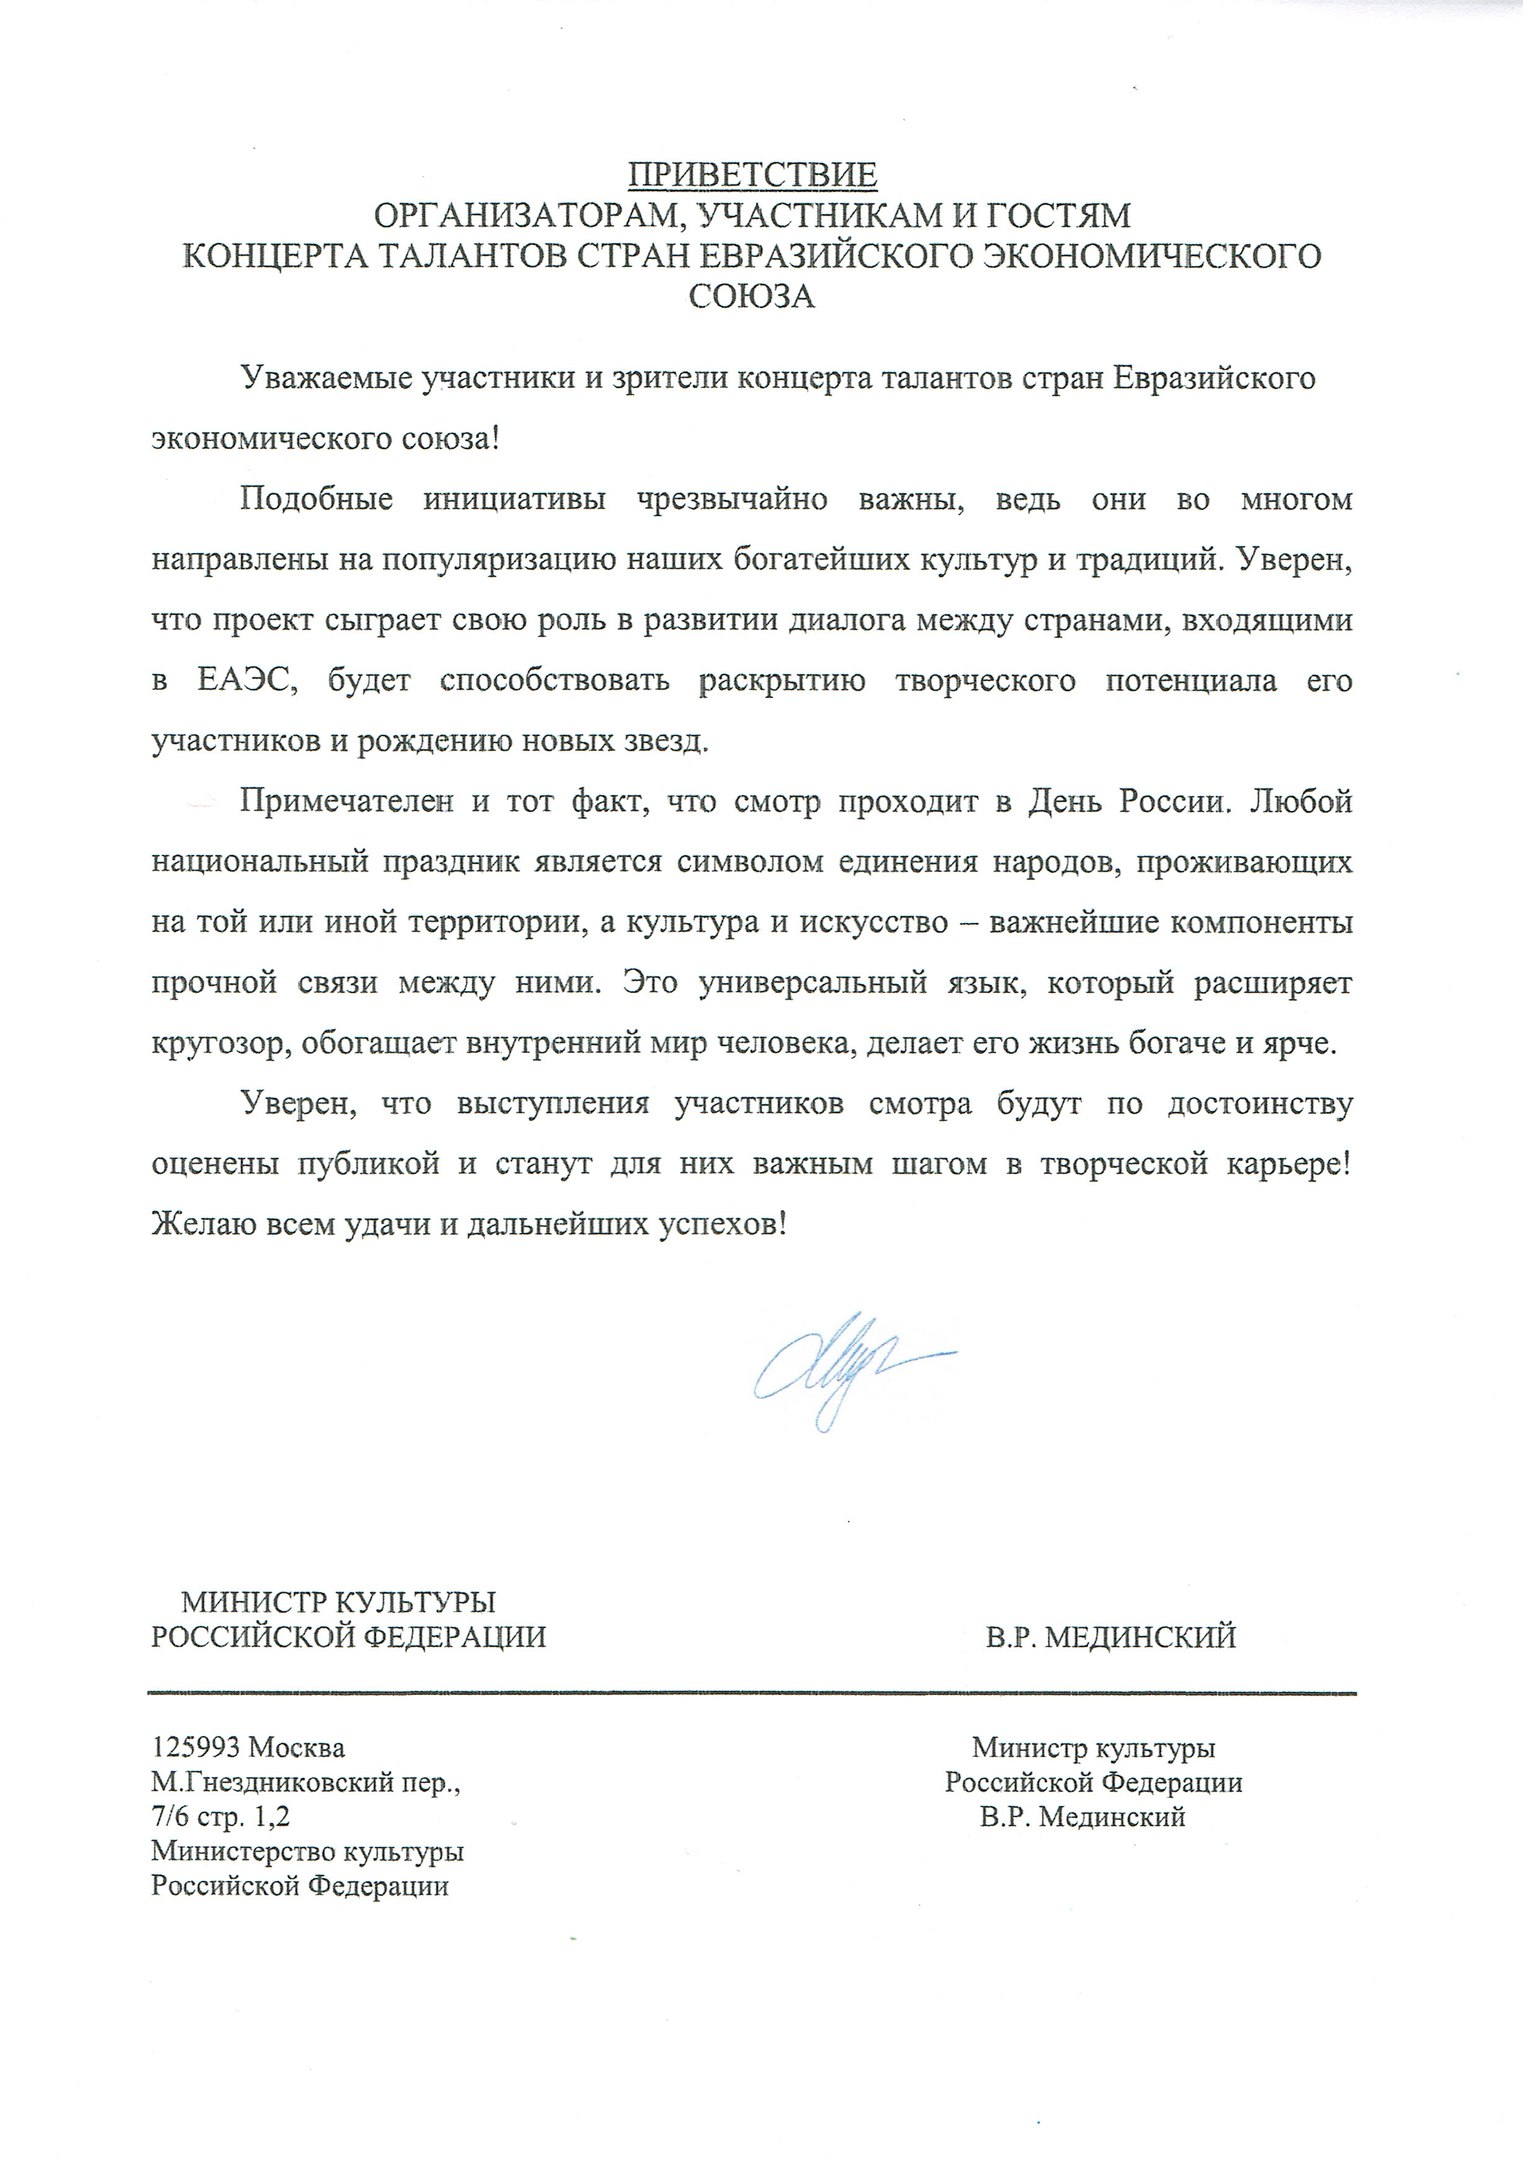 ПРИВЕТСТВИЕ
ОРГАНИЗАТОРАМ, УЧАСТНИКАМ И ГОСТЯМ
КОНЦЕРТА ТАЛАНТОВ СТРАН ЕВРАЗИЙСКОГО ЭКОНОМИЧЕСКОГО
СОЮЗА
Уважаемые участники и зрители концерта талантов стран Евразийского
экономического союза!
Подобные инициативы чрезвычайно важны, ведь они во многом
направлены на популяризацию наших богатейших культур и традиций. Уверен,
что проект сыграет свою роль в развитии диалога между странами, входящими
в ЕАЭС, будет способствовать раскрытию творческого потенциала его
участников и рождению новых звезд.
Примечателен и тот факт, что смотр проходит в День России. Любой
национальный праздник является символом единения народов, проживающих
на той или иной территории, а культура и искусство – важнейшие компоненты
прочной связи между ними. Это универсальный язык, который расширяет
кругозор, обогащает внутренний мир человека, делает его жизнь богаче и ярче.
Уверен, что выступления участников смотра будут по достоинству
оценены публикой и станут для них важным шагом в творческой карьере!
Желаю всем удачи и дальнейших успехов!
МИНИСТР КУЛЬТУРЫ
РОССИЙСКОЙ ФЕДЕРАЦИИ В.Р. МЕДИНСКИЙ
125993 Москва
М.Гнездниковский пер.,
7/6 стр. 1,2
Министерство культуры
Российской Федерации
Министр культуры
Российской Федерации
В.Р. Мединский